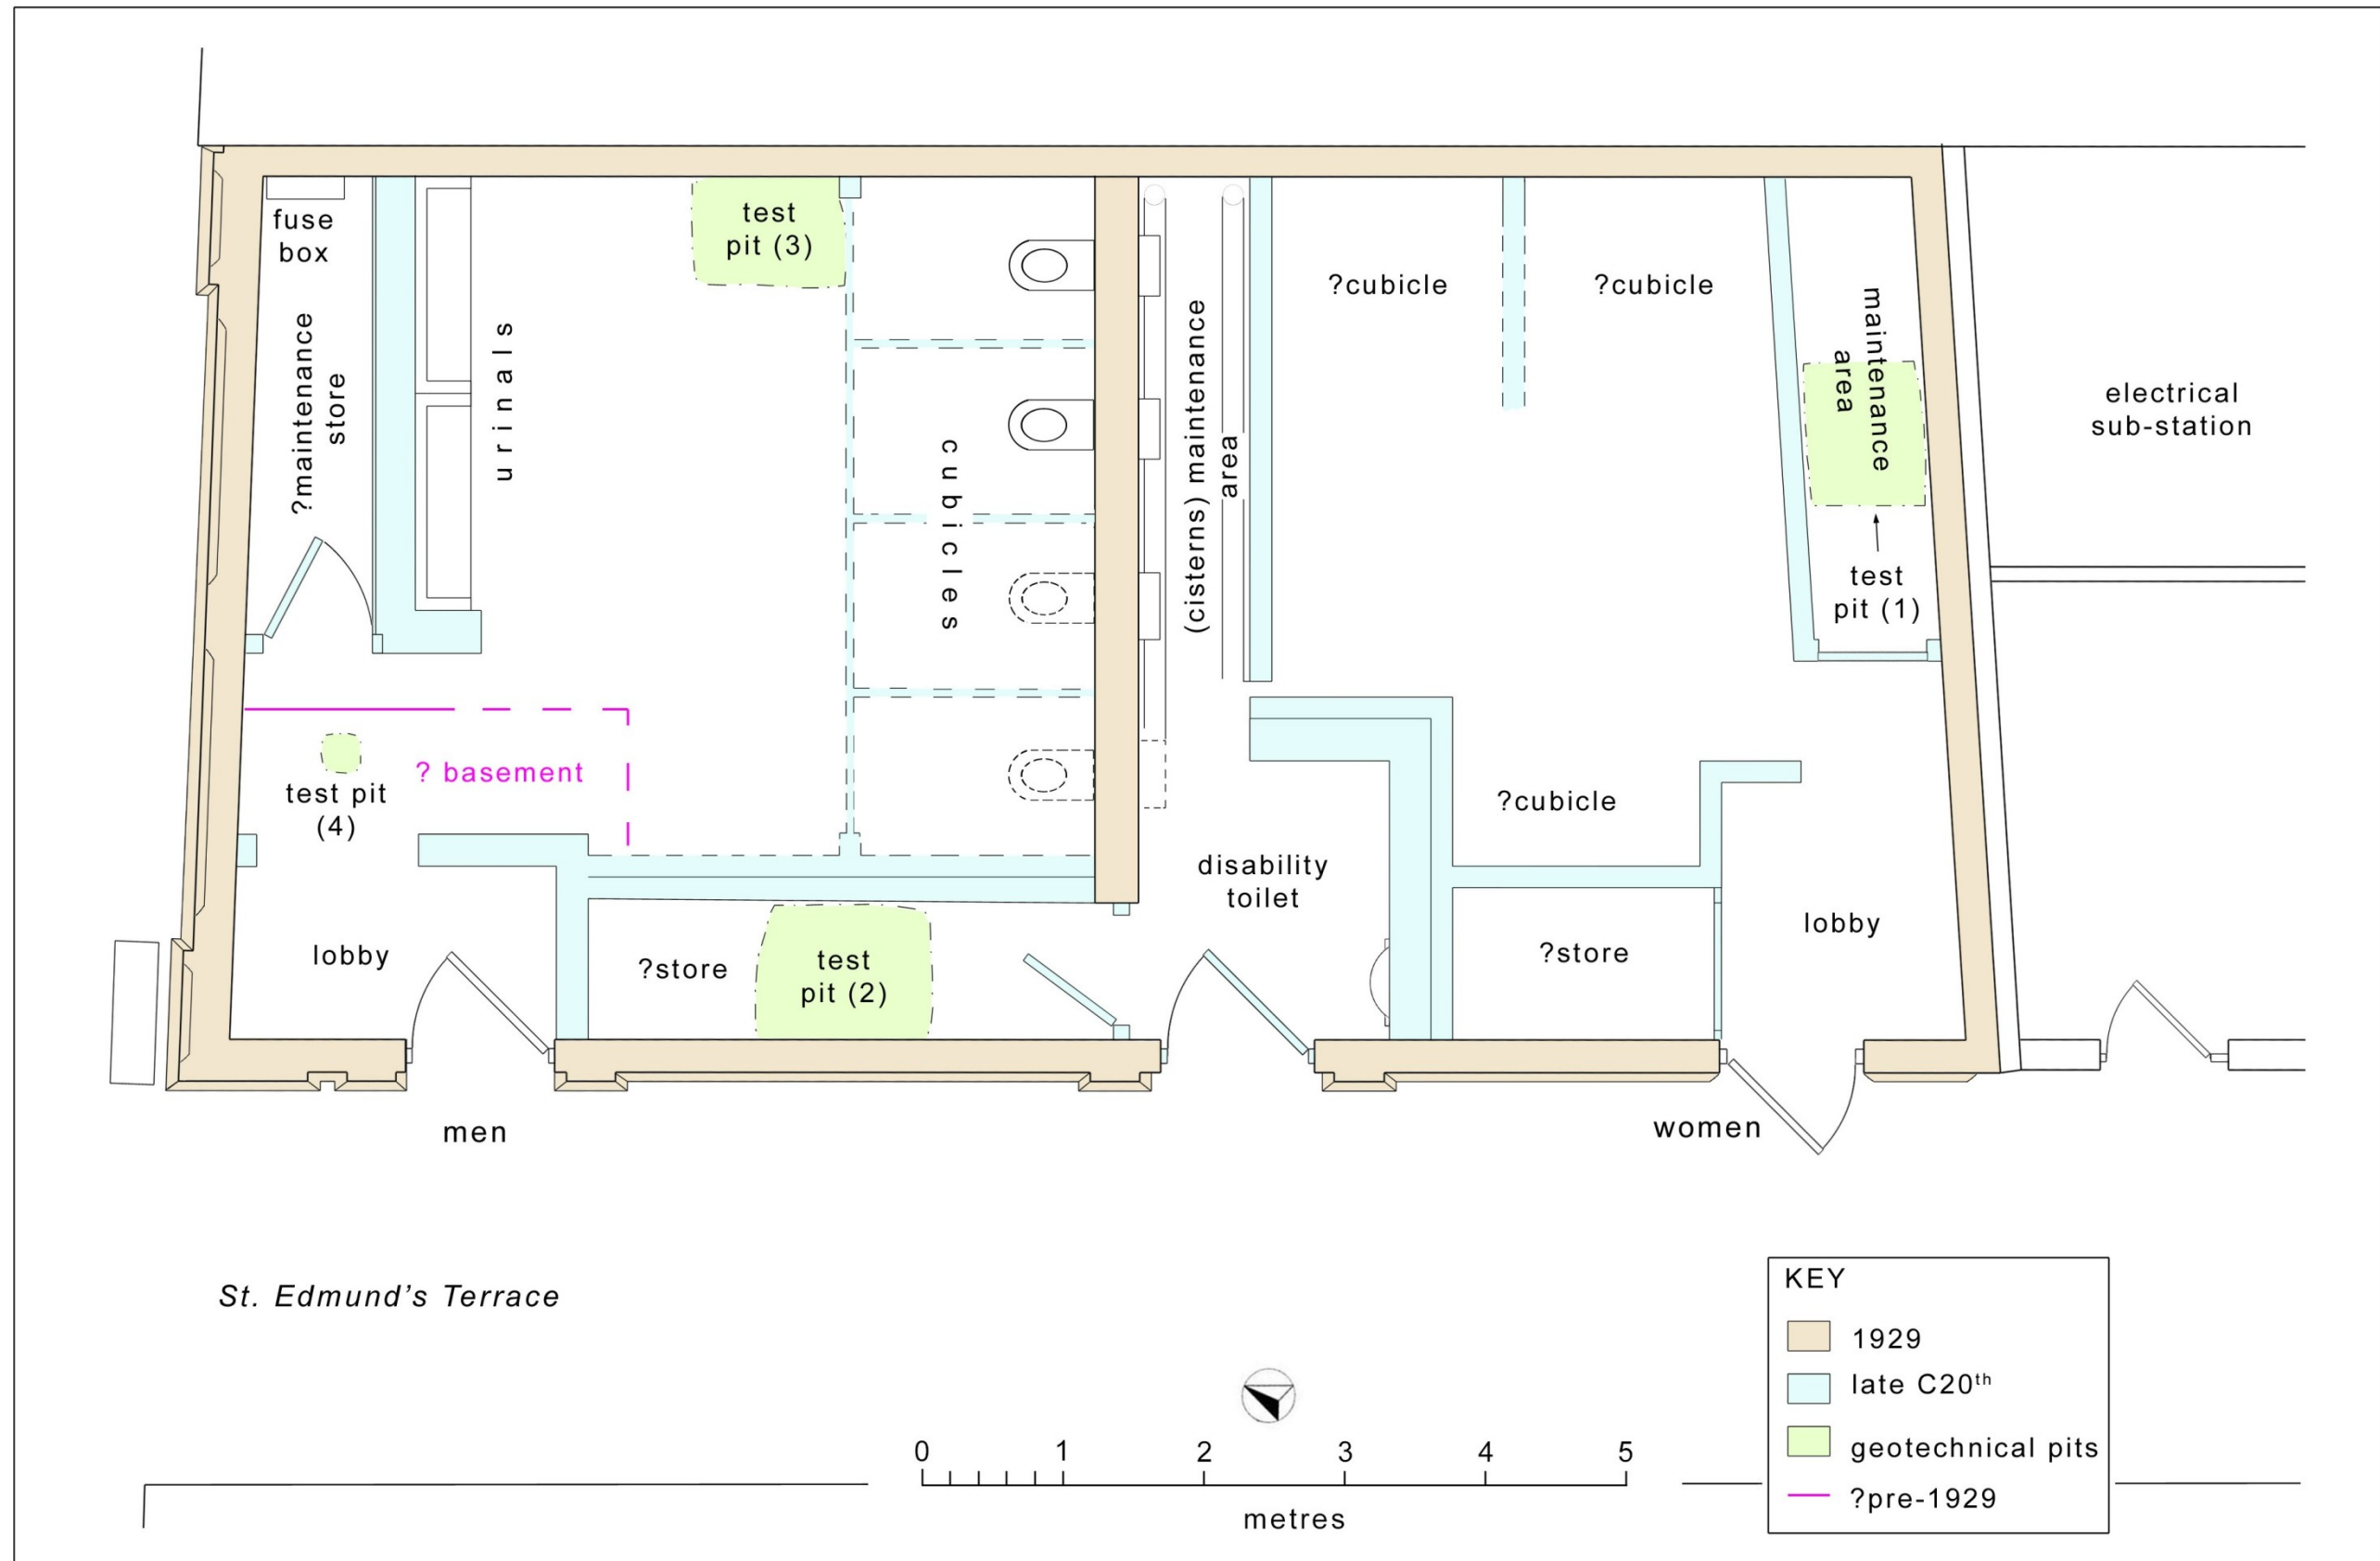 fuse
box
test
pit (3)
?maintenance
store
urinals
cubicles
(cisterns) maintenance
area
?cubicle
?cubicle
maintenance
area
test
pit (1)
electrical
sub-station
? basement
test pit
(4)
?cubicle
disability
toilet
lobby
?store
test
pit (2)
?store
lobby
men
women
St. Edmund’s Terrace
0 1 2 3 4 5
metres
KEY
1929
late C20th
geotechnical pits
?pre-1929